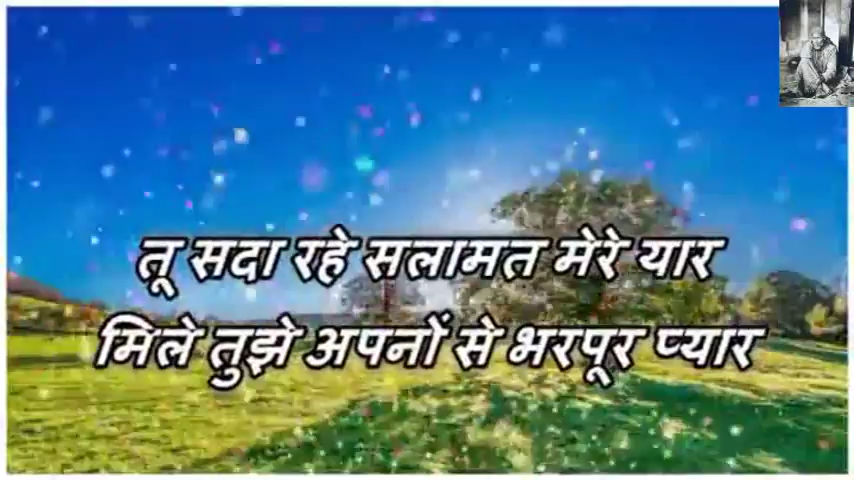 तू सदा रहे सलामत मेरे यार
मिले तुझे अपनों से भरपूर प्यार